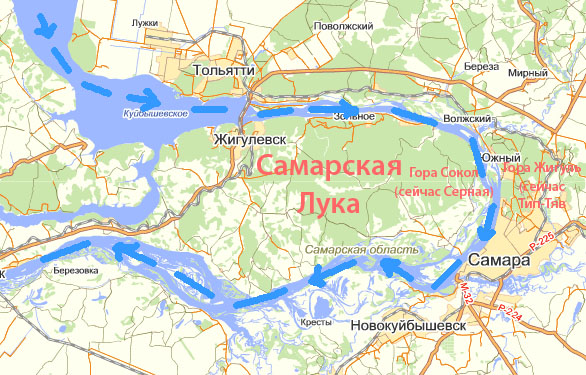 Лужки
Поволжский
Береза
Мирный
Тольятти
Куйбышевское
Зольное
Волжский
Жигулевск
Самарская
Лука
Южный
Гора Сокол
(сейчас Серная)
Гора Жигуль
(сейчас
Тип-Тяв
Самарская область
Р-225
Самара
Березовка
М-32
Р-224
Кресты
Новокуйбышевск